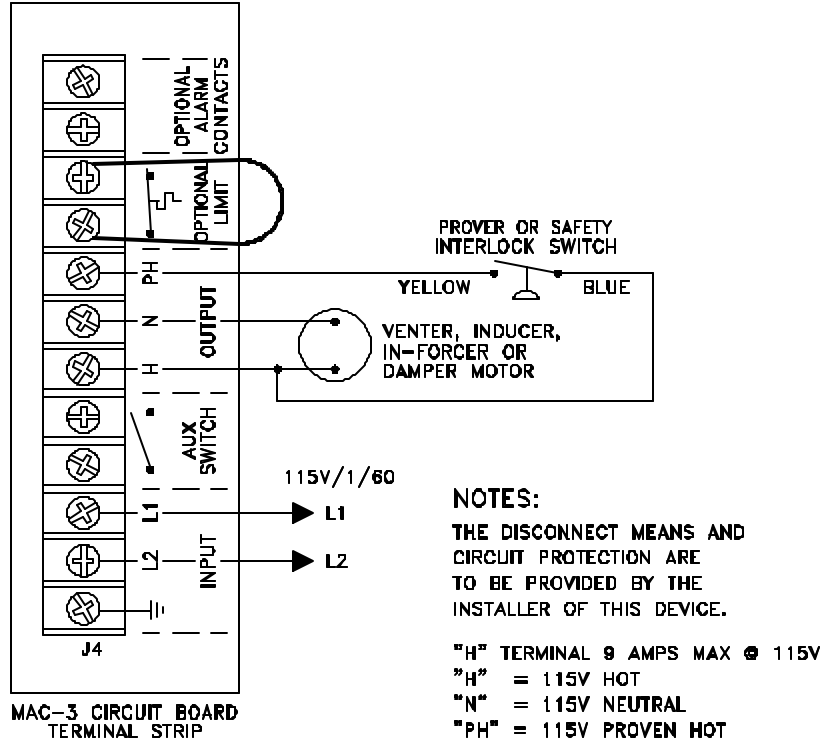 OPTIONAL
ALARM
CONTACTS
OPTIONAL
LIMIT
PROVER OR SAFETY
INTERLOCK SWITCH
PH
YELLOW
BLUE
N
OUTPUT
VENTER, INDUCER,
IN-FORCER OR
DAMPER MOTOR
H
AUX
SWITCH
115V/1/60
L1
L1
L2
L2
INPUT
J4
MAC-3 CIRCUIT BOARD
TERMINAL STRIP
NOTES:
THE DISCONNECT MEANS AND
CIRCUIT PROTECTION ARE
TO BE PROVIDED BY THE
INSTALLER OF THIS DEVICE.
"H" TERMINAL 9 AMPS MAX @ 115V
"H" = 115V HOT
"N" = 115V NEUTRAL
"PH" = 115V PROVEN HOT